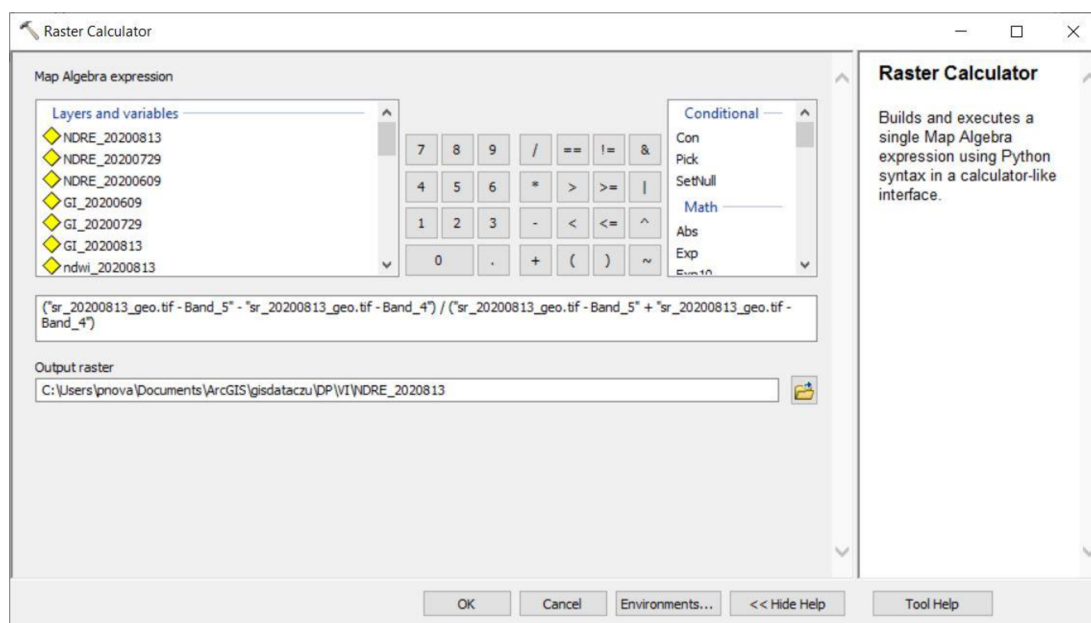 Raster Calculator
Map Algebra expression
Layers and variables
NDRE_20200813
NDRE_20200729
NDRE_20200609
GI_20200609
GI_20200729
GI_20200813
ndwi_20200813
7 8 9 / == != &
4 5 6 * > >= |
1 2 3 - < <= ^
0 . + ( ) ~
Conditional
Con
Pick
SetNull
Math
Abs
Exp
Exp10
("sr_20200813_geo.tif - Band_5" - "sr_20200813_geo.tif - Band_4") / ("sr_20200813_geo.tif - Band_5" + "sr_20200813_geo.tif -
Band_4")
Output raster
C:\Users\pnova\Documents\ArcGIS\gisdataczu\DP\VI\NDRE_2020813
OK Cancel Environments... << Hide Help Tool Help
Raster Calculator
Builds and executes a
single Map Algebra
expression using Python
syntax in a calculator-like
interface.